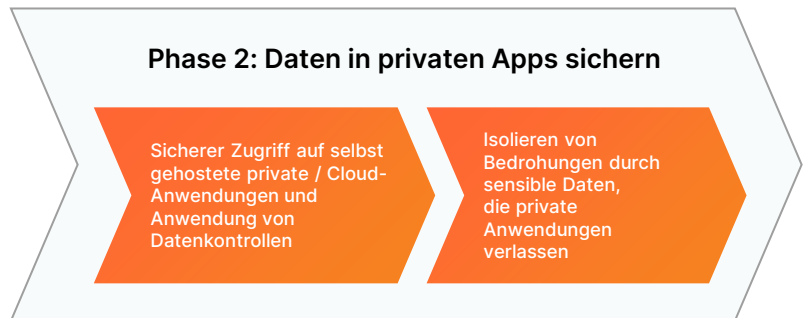 Phase 2: Daten in privaten Apps sichern
Sicherer Zugriff auf selbst
gehostete private / Cloud-
Anwendungen und
Anwendung von
Datenkontrollen
Isolieren von
Bedrohungen durch
sensible Daten,
die private
Anwendungen
verlassen